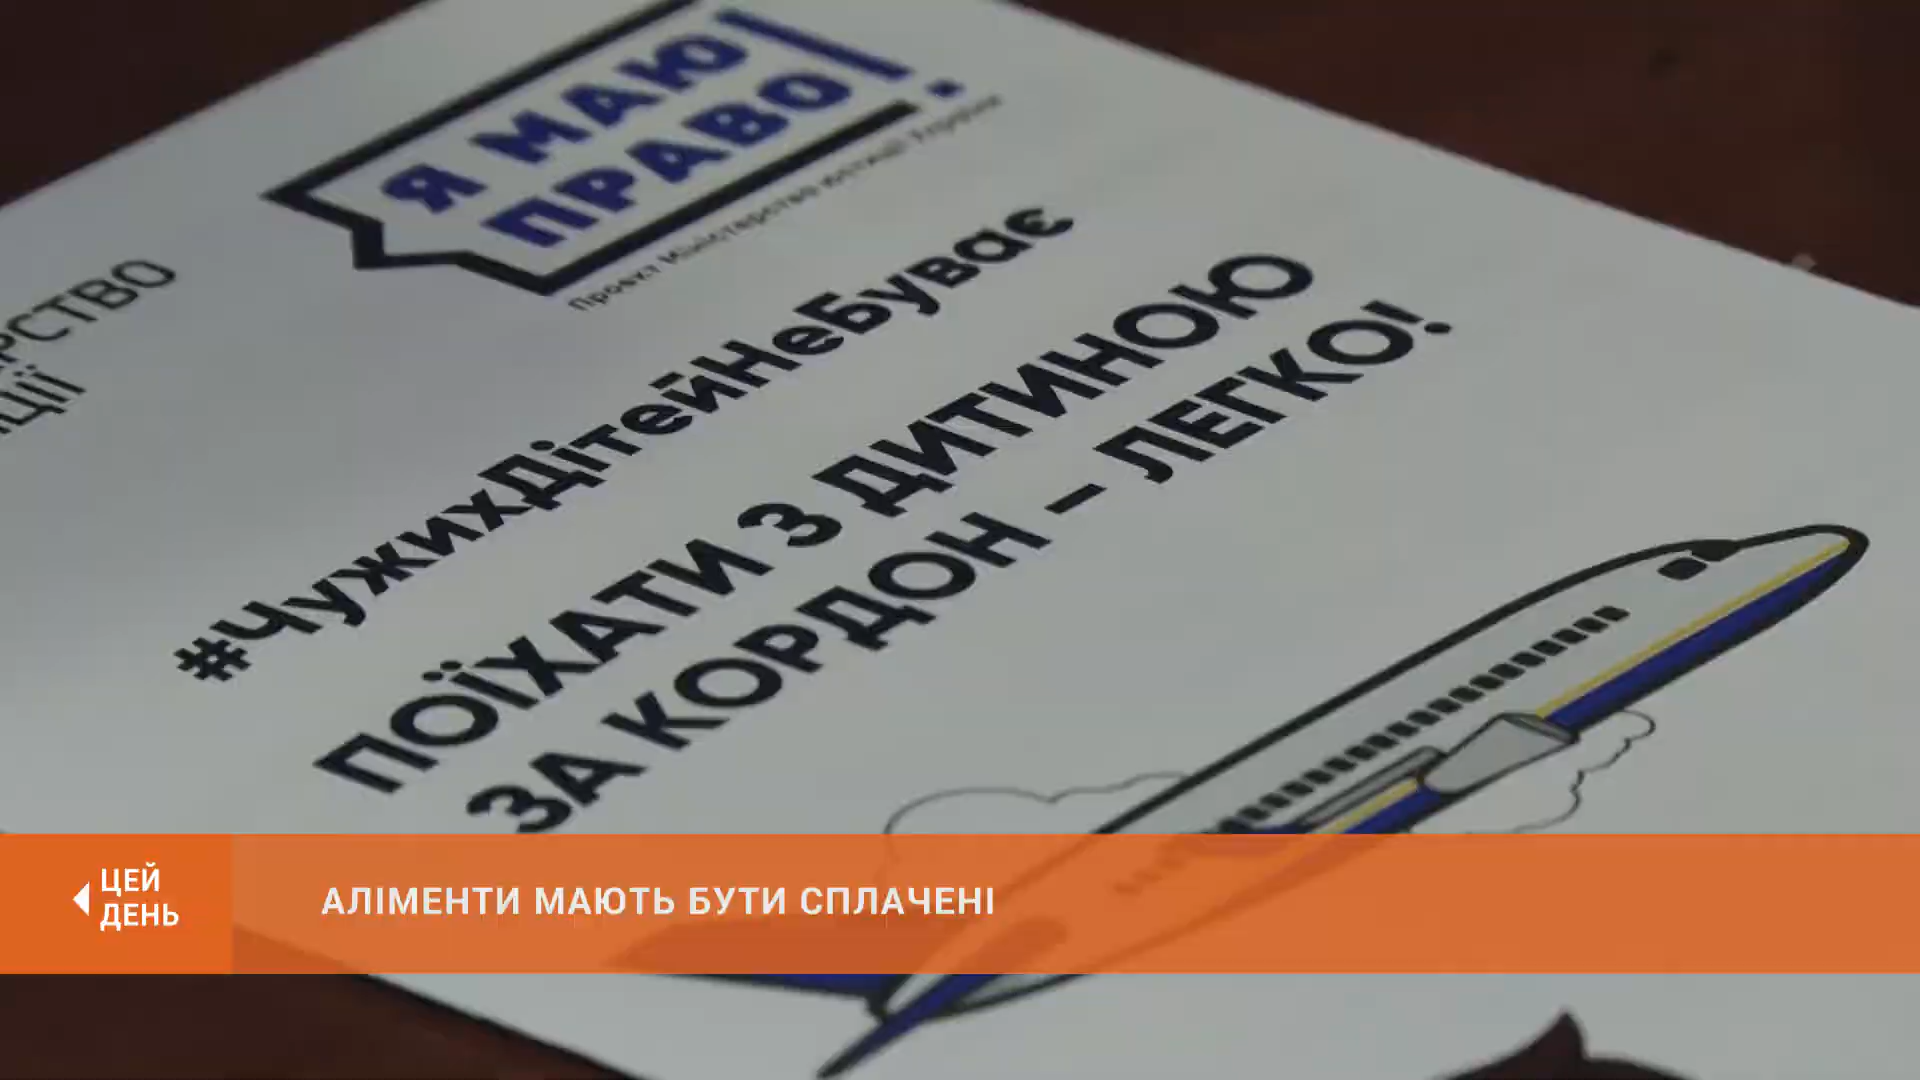 Я МАЮ
ПРАВО!
Проект Міністерства юстиції України
#ЧужихДітейНеБуває
ПОЇХАТИ З ДИТИНОЮ
ЗА КОРДОН – ЛЕГКО!
ЦЕЙ
ДЕНЬ
АЛІМЕНТИ МАЮТЬ БУТИ СПЛАЧЕНІ